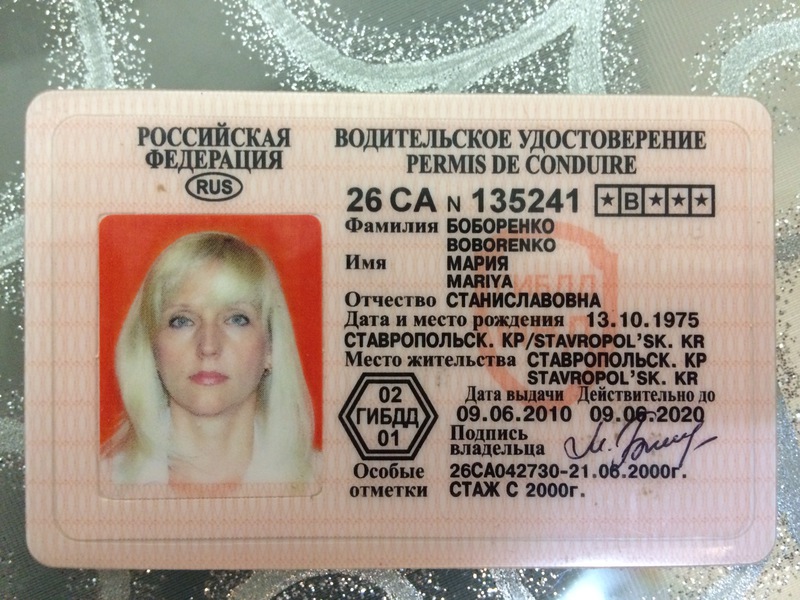 РОССИЙСКАЯ
ФЕДЕРАЦИЯ
RUS
ВОДИТЕЛЬСКОЕ УДОСТОВЕРЕНИЕ
PERMIS DE CONDUIRE
26 СА N 135241 ★B★★★
Фамилия БОБОРЕНКО
BOBORENKO
Имя МАРИЯ
MARIYA
Отчество СТАНИСЛАВОВНА
Дата и место рождения 13.10.1975
СТАВРОПОЛЬСК. КР/STAVROPOL'SK. KR
Место жительства СТАВРОПОЛЬСК. КР
STAVROPOL'SK. KR
Дата выдачи Действительно до
09.06.2010 09.06.2020
02
ГИБДД
01
Подпись
владельца
Особые
отметки
26СА042730-21.06.2000г.
СТАЖ С 2000г.